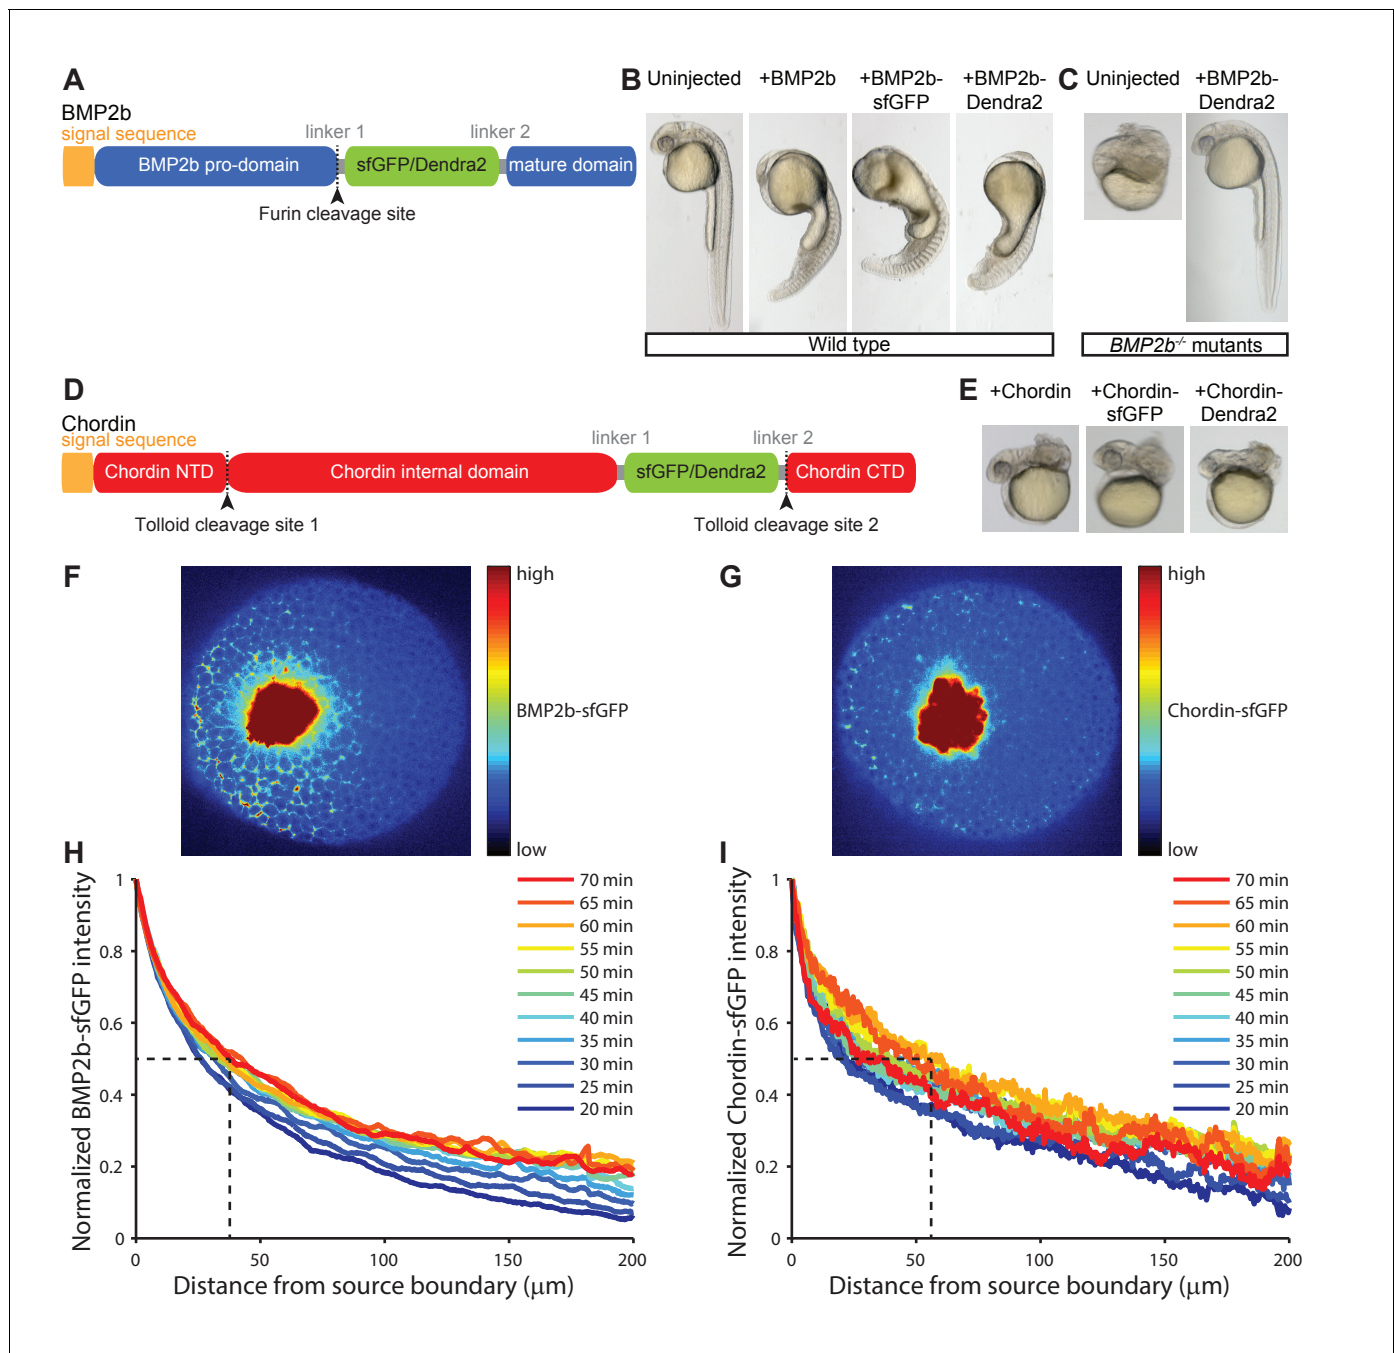 A
BMP2b
signal sequence
linker 1
linker 2
BMP2b pro-domain
sfGFP/Dendra2
mature domain
Furin cleavage site
B
Uninjected
+BMP2b
+BMP2b-
sfGFP
+BMP2b-
Dendra2
Wild type
C
Uninjected
+BMP2b-
Dendra2
BMP2b-/- mutants
D
Chordin
signal sequence
linker 1
linker 2
Chordin NTD
Chordin internal domain
sfGFP/Dendra2
Chordin CTD
Tolloid cleavage site 1
Tolloid cleavage site 2
E
+Chordin
+Chordin-
sfGFP
+Chordin-
Dendra2
F
high
BMP2b-sfGFP
low
G
high
Chordin-sfGFP
low
H
Normalized BMP2b-sfGFP intensity
1
0.8
0.6
0.4
0.2
0
0
50
100
150
200
Distance from source boundary (μm)
70 min
65 min
60 min
55 min
50 min
45 min
40 min
35 min
30 min
25 min
20 min
I
Normalized Chordin-sfGFP intensity
1
0.8
0.6
0.4
0.2
0
0
50
100
150
200
Distance from source boundary (μm)
70 min
65 min
60 min
55 min
50 min
45 min
40 min
35 min
30 min
25 min
20 min